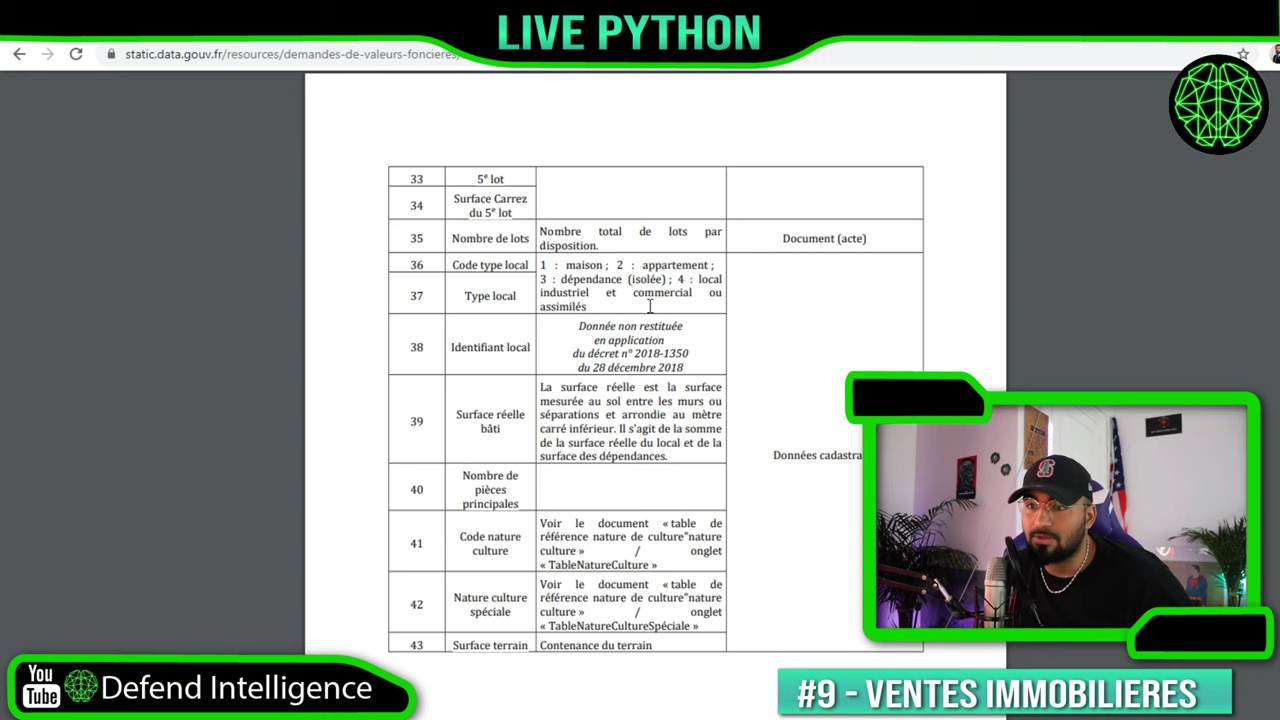 LIVE PYTHON
static.data.gouv.fr/resources/demandes-de-valeurs-foncieres/
33
5e lot
34
Surface Carrez
du 5e lot
35
Nombre de lots
Nombre total de lots par
disposition.
Document (acte)
36
Code type local
1 : maison ; 2 : appartement ;
3 : dépendance (isolée) ; 4 : local
37
Type local
industriel et commercial ou
assimilés
38
Identifiant local
Donnée non restituée
en application
du décret n° 2018-1350
du 28 décembre 2018
39
Surface réelle
bâti
La surface réelle est la surface
mesurée au sol entre les murs ou
séparations et arrondie au mètre
carré inférieur. Il s'agit de la somme
de la surface réelle du local et de la
surface des dépendances.
Données cadastra
40
Nombre de
pièces
principales
41
Code nature
culture
Voir le document « table de
référence nature de culture"nature
culture » / onglet
« TableNatureCulture »
42
Nature culture
spéciale
Voir le document « table de
référence nature de culture"nature
culture » / onglet
« TableNatureCultureSpéciale »
43
Surface terrain
Contenance du terrain
You
Tube
Defend Intelligence
#9 - VENTES IMMOBILIERES